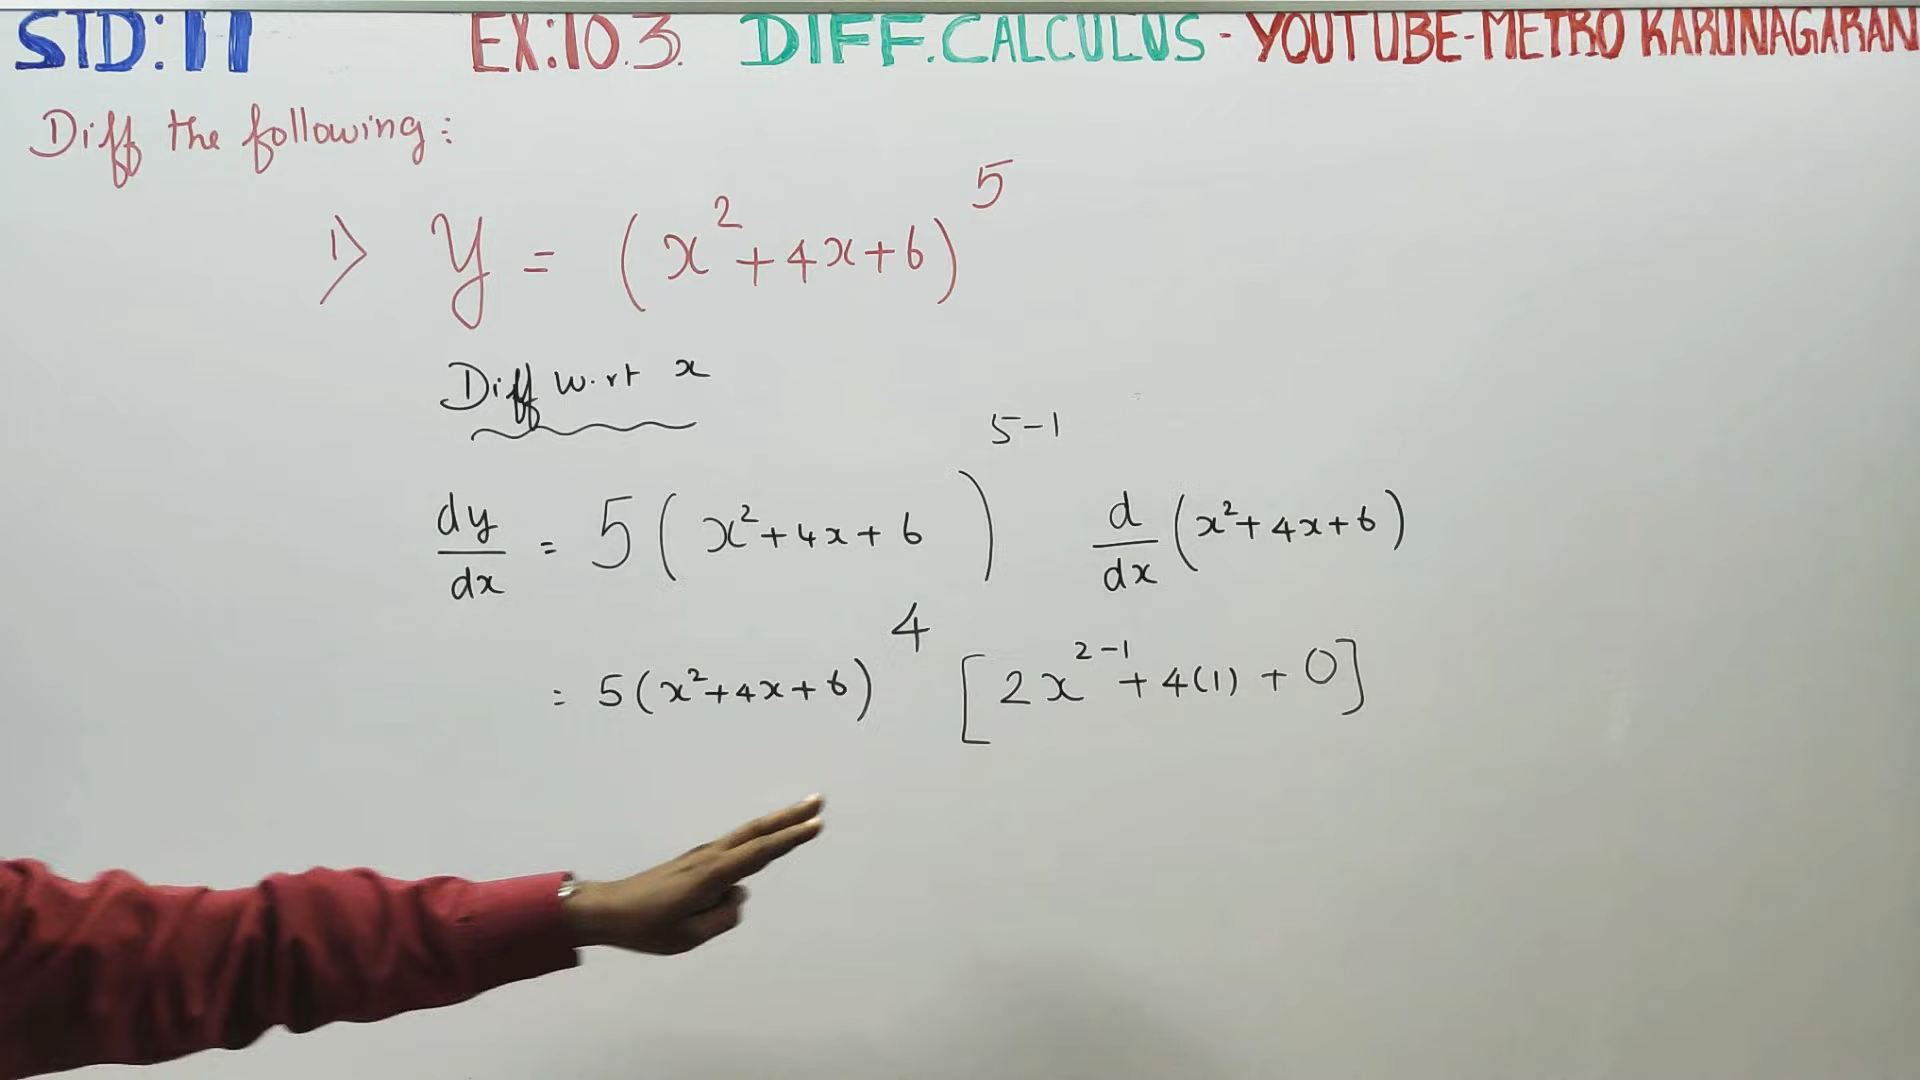 STD:11 EX:10.3. DIFF.CALCULUS - YOUTUBE-METRO KARUNAGARAN
Diff the following:
1) y = (x²+4x+6)⁵
Diff w.rt x
dy/dx = 5(x²+4x+6)⁵⁻¹ d/dx (x²+4x+6)
= 5(x²+4x+6)⁴ [2x²⁻¹+4(1)+0]